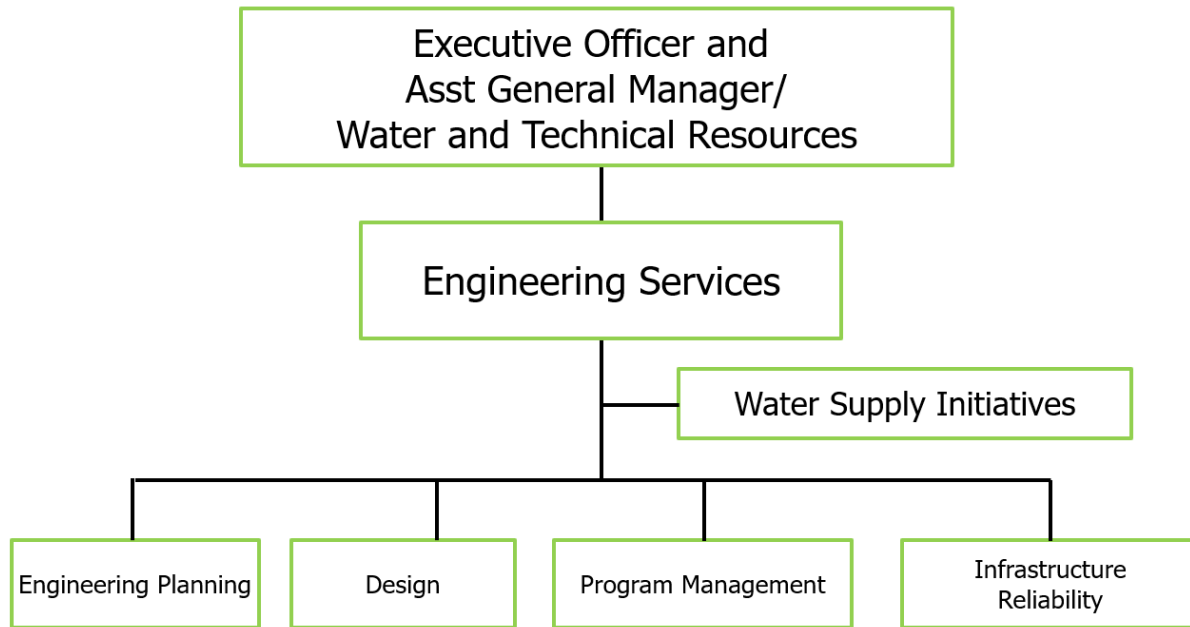 Executive Officer and
Asst General Manager/
Water and Technical Resources
Engineering Services
Water Supply Initiatives
Engineering Planning
Design
Program Management
Infrastructure
Reliability